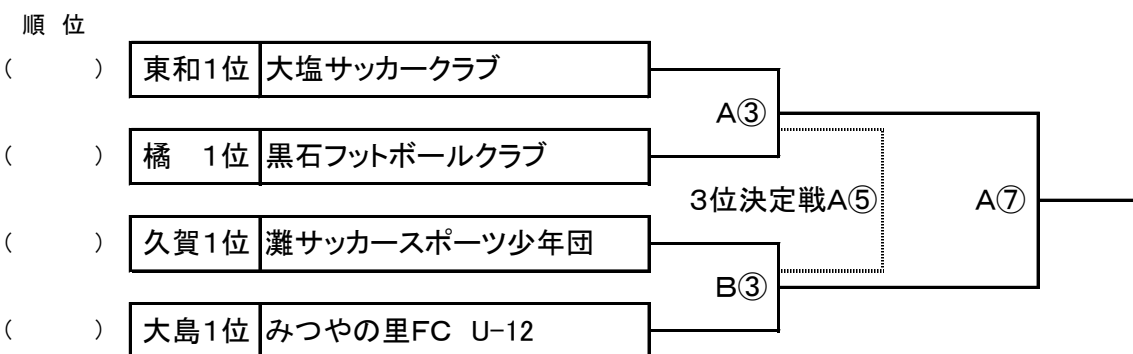 順 位
(　　　) 東和1位 大塩サッカークラブ
A③
(　　　) 橘　1位 黒石フットボールクラブ
3位決定戦A⑤ A⑦
(　　　) 久賀1位 灘サッカースポーツ少年団
B③
(　　　) 大島1位 みつやの里FC U-12